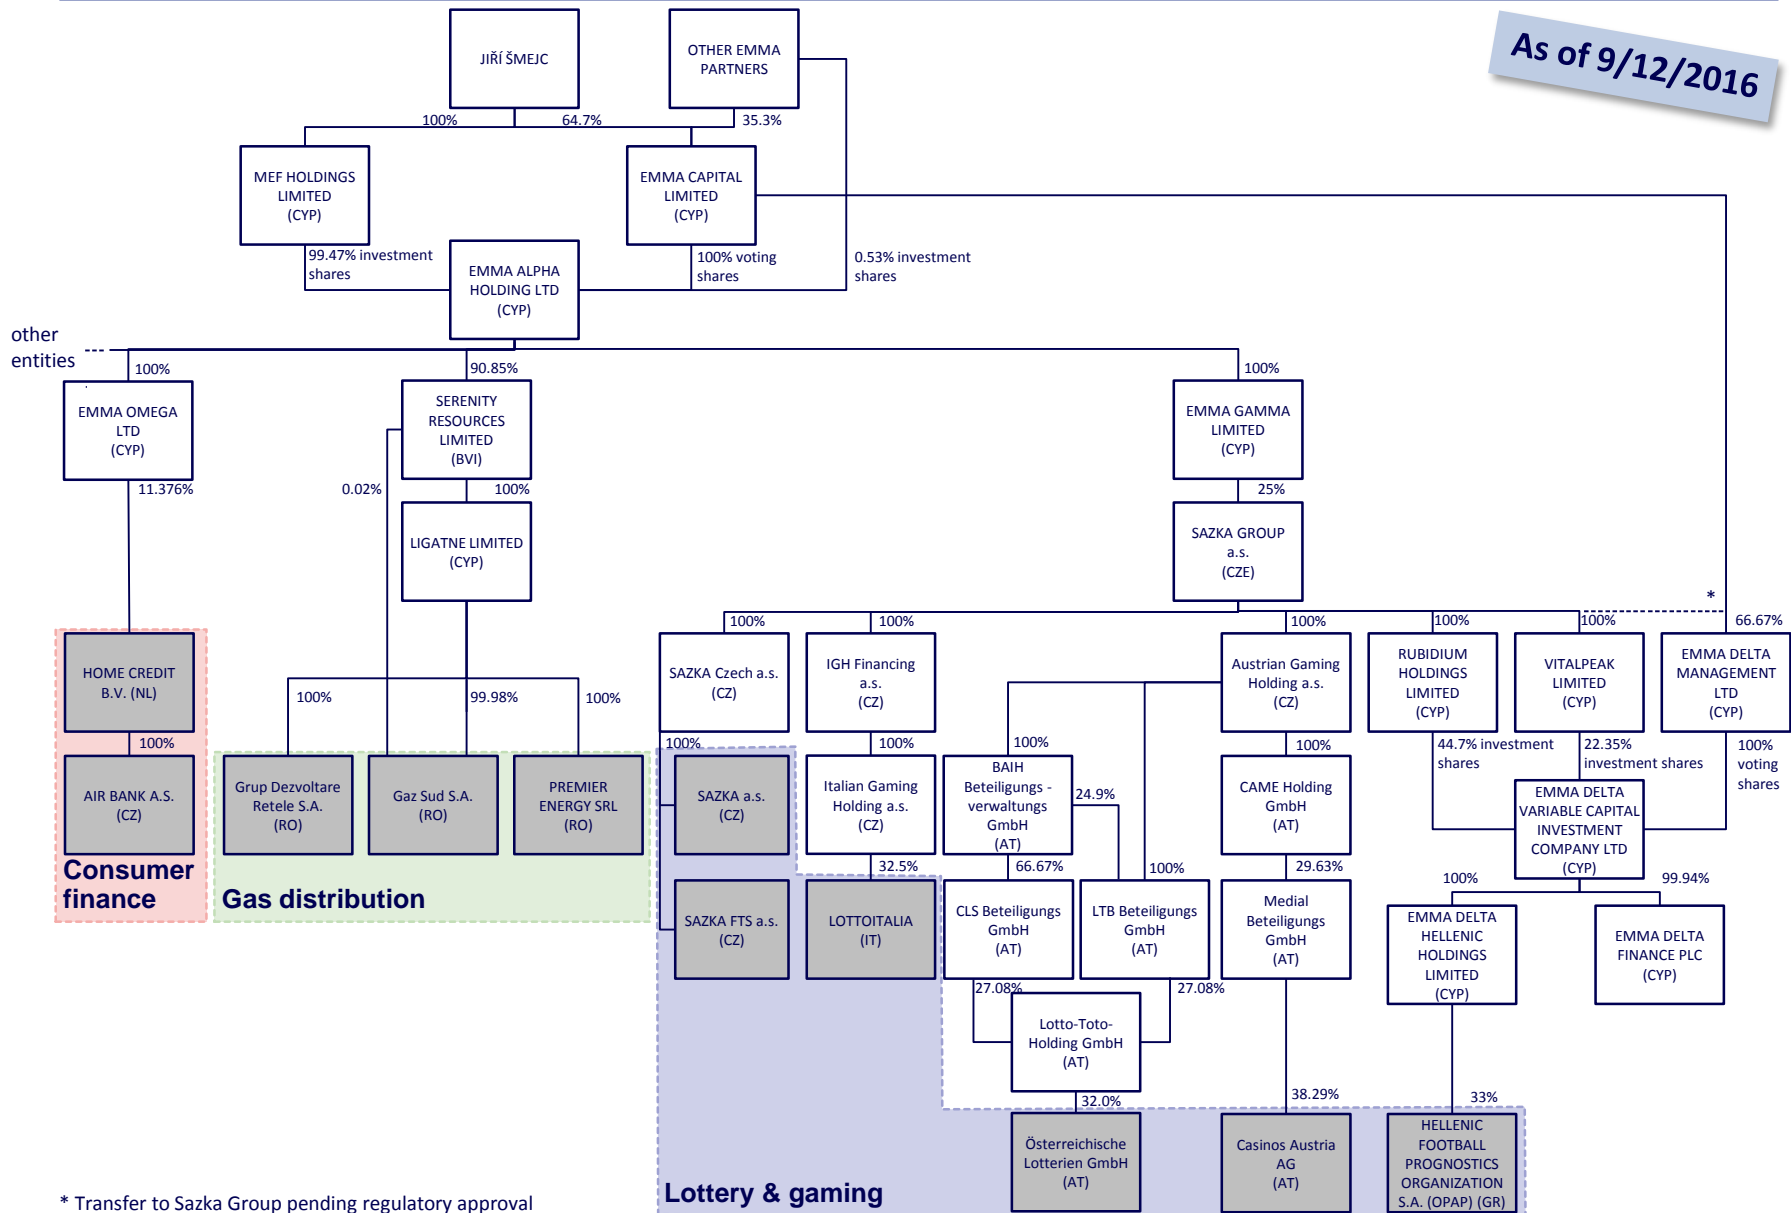 As of 9/12/2016
JIŘÍ ŠMEJC
OTHER EMMA
PARTNERS
100%
64.7%
35.3%
MEF HOLDINGS
LIMITED
(CYP)
EMMA CAPITAL
LIMITED
(CYP)
99.47% investment
shares
EMMA ALPHA
HOLDING LTD
(CYP)
100% voting
shares
0.53% investment
shares
other
entities
100%
90.85%
100%
EMMA OMEGA
LTD
(CYP)
SERENITY
RESOURCES
LIMITED
(BVI)
EMMA GAMMA
LIMITED
(CYP)
11.376%
0.02%
100%
25%
LIGATNE LIMITED
(CYP)
SAZKA GROUP
a.s.
(CZE)
*
100%
100%
100%
100%
100%
66.67%
HOME CREDIT
B.V. (NL)
SAZKA Czech a.s.
(CZ)
IGH Financing
a.s.
(CZ)
Austrian Gaming
Holding a.s.
(CZ)
RUBIDIUM
HOLDINGS
LIMITED
(CYP)
VITALPEAK
LIMITED
(CYP)
EMMA DELTA
MANAGEMENT
LTD
(CYP)
100%
99.98%
100%
100%
100%
100%
100%
100%
44.7% investment
shares
22.35%
investment shares
100%
voting
shares
AIR BANK A.S.
(CZ)
Grup Dezvoltare
Retele S.A.
(RO)
Gaz Sud S.A.
(RO)
PREMIER
ENERGY SRL
(RO)
SAZKA a.s.
(CZ)
Italian Gaming
Holding a.s.
(CZ)
BAIH
Beteiligungs -
verwaltungs
GmbH
(AT)
24.9%
CAME Holding
GmbH
(AT)
EMMA DELTA
VARIABLE CAPITAL
INVESTMENT
COMPANY LTD
(CYP)
Consumer
finance
Gas distribution
32.5%
66.67%
100%
29.63%
100%
99.94%
SAZKA FTS a.s.
(CZ)
LOTTOITALIA
(IT)
CLS Beteiligungs
GmbH
(AT)
LTB Beteiligungs
GmbH
(AT)
Medial
Beteiligungs
GmbH
(AT)
EMMA DELTA
HELLENIC
HOLDINGS
LIMITED
(CYP)
EMMA DELTA
FINANCE PLC
(CYP)
27.08%
27.08%
Lotto-Toto-
Holding GmbH
(AT)
32.0%
38.29%
33%
Österreichische
Lotterien GmbH
(AT)
Casinos Austria
AG
(AT)
HELLENIC
FOOTBALL
PROGNOSTICS
ORGANIZATION
S.A. (OPAP) (GR)
Lottery & gaming
* Transfer to Sazka Group pending regulatory approval